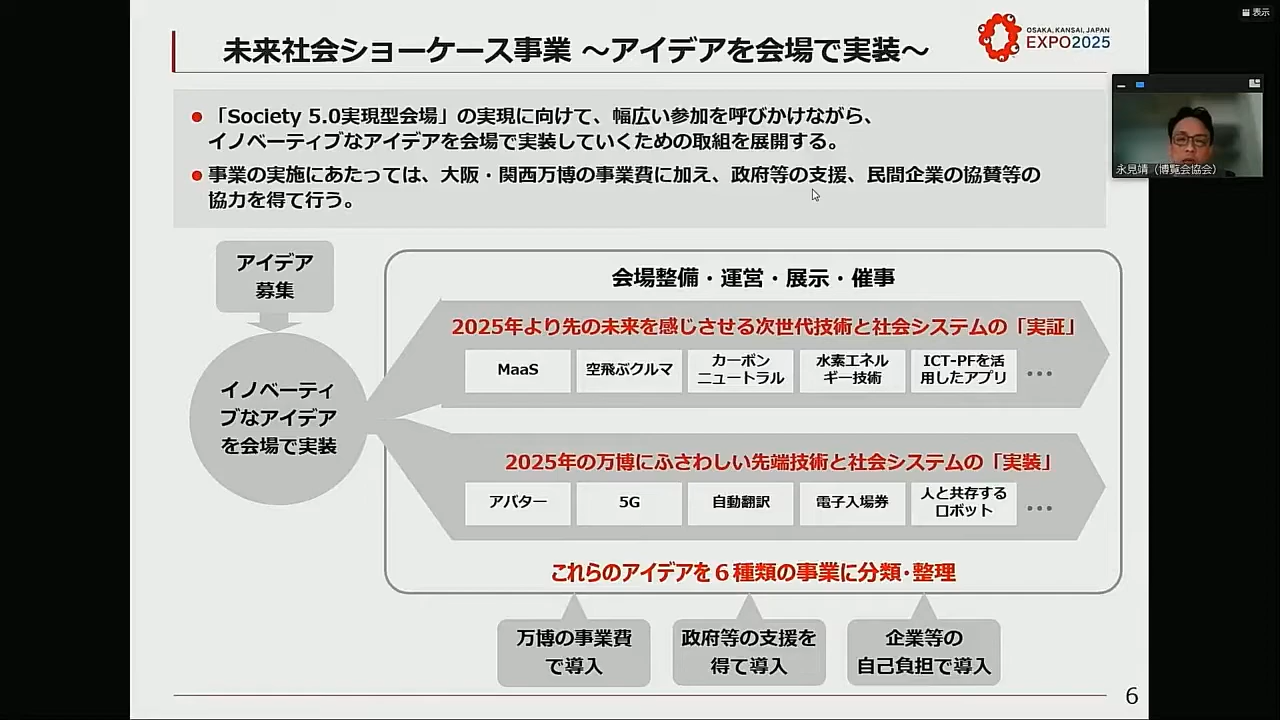 表示
未来社会ショーケース事業 ～アイデアを会場で実装～
OSAKA, KANSAI, JAPAN
EXPO2025
「Society 5.0実現型会場」の実現に向けて、幅広い参加を呼びかけながら、
イノベーティブなアイデアを会場で実装していくための取組を展開する。
事業の実施にあたっては、大阪・関西万博の事業費に加え、政府等の支援、民間企業の協賛等の
協力を得て行う。
永見靖（博覧会協会）
アイデア
募集
イノベーティ
ブなアイデア
を会場で実装
会場整備・運営・展示・催事
2025年より先の未来を感じさせる次世代技術と社会システムの「実証」
MaaS
空飛ぶクルマ
カーボン
ニュートラル
水素エネル
ギー技術
ICT-PFを活
用したアプリ
•••
2025年の万博にふさわしい先端技術と社会システムの「実装」
アバター
5G
自動翻訳
電子入場券
人と共存する
ロボット
•••
これらのアイデアを６種類の事業に分類・整理
万博の事業費
で導入
政府等の支援を
得て導入
企業等の
自己負担で導入
6